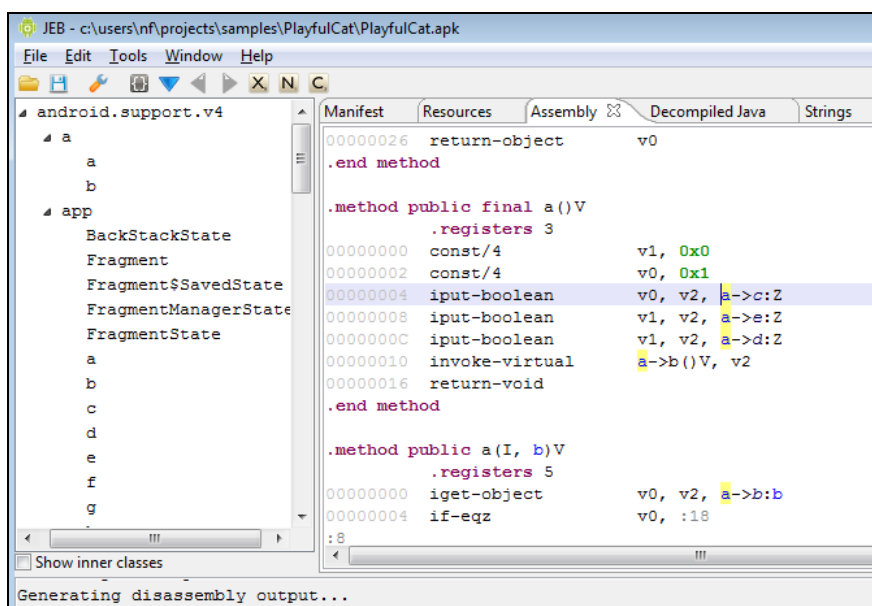 JEB - c:\users\nf\projects\samples\PlayfulCat\PlayfulCat.apk
File Edit Tools Window Help
X, N, C,
android.support.v4
a
a
b
app
BackStackState
Fragment
Fragment$SavedState
FragmentManagerState
FragmentState
a
b
c
d
e
f
g
Show inner classes
Manifest Resources Assembly Decompiled Java Strings
00000026 return-object v0
.end method
.method public final a()V
.registers 3
00000000 const/4 v1, 0x0
00000002 const/4 v0, 0x1
00000004 iput-boolean v0, v2, a->c:Z
00000008 iput-boolean v1, v2, a->e:Z
0000000C iput-boolean v1, v2, a->d:Z
00000010 invoke-virtual a->b()V, v2
00000016 return-void
.end method
.method public a(I, b)V
.registers 5
00000000 iget-object v0, v2, a->b:b
00000004 if-eqz v0, :18
:8
Generating disassembly output...